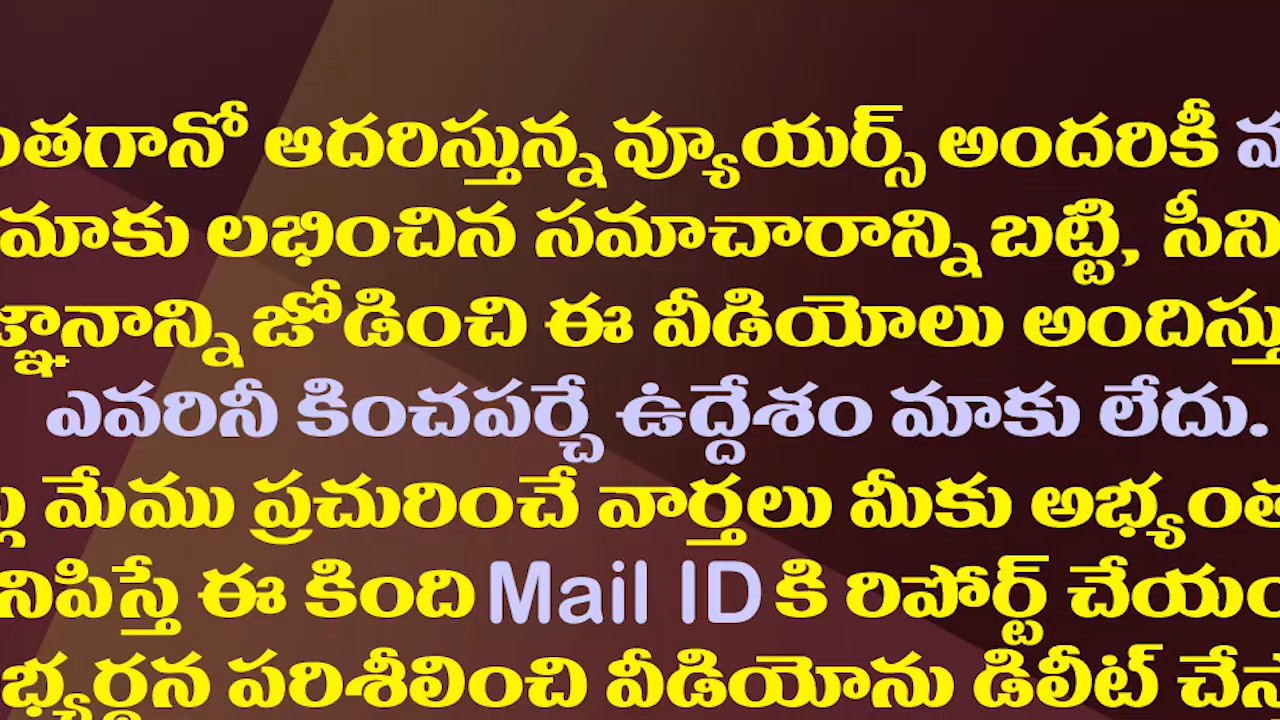 ఆదరిస్తున్న వ్యూయర్స్ అందరికీ
మాకు లభించిన సమాచారాన్ని బట్టి,
జోడించి ఈ వీడియోలు
ఎవరినీ కించపర్చే ఉద్దేశం మాకు లేదు.
మేము ప్రచురించే వార్తలు మీకు
ఈ కింది Mail ID కి రిపోర్ట్
పరిశీలించి వీడియోను డిలీట్